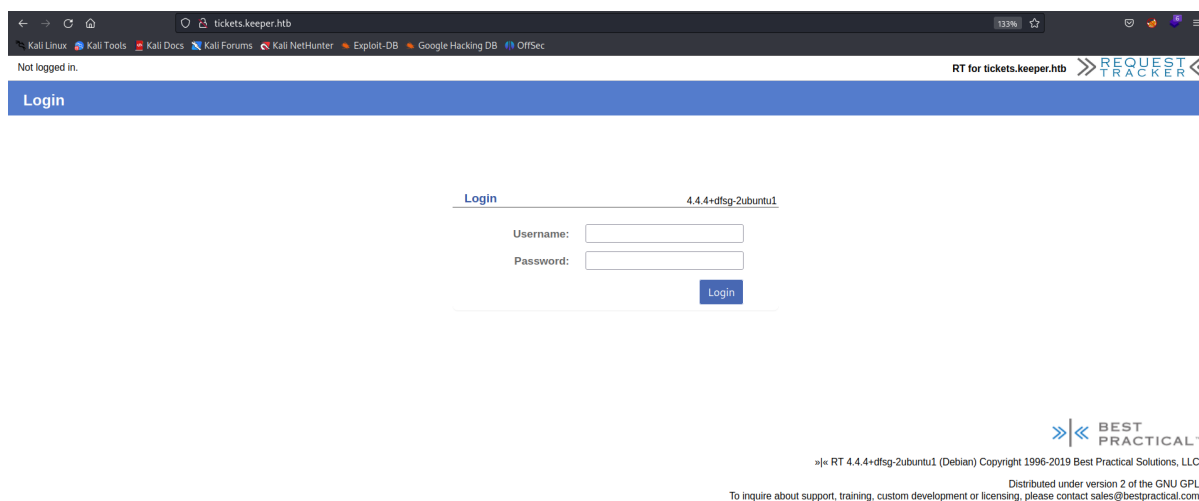 tickets.keeper.htb 133%
Kali Linux Kali Tools Kali Docs Kali Forums Kali NetHunter Exploit-DB Google Hacking DB OffSec
Not logged in. RT for tickets.keeper.htb REQUEST TRACKER
Login
Login 4.4.4+dfsg-2ubuntu1
Username:
Password:
Login
BEST
PRACTICAL™
»|« RT 4.4.4+dfsg-2ubuntu1 (Debian) Copyright 1996-2019 Best Practical Solutions, LLC
Distributed under version 2 of the GNU GPL
To inquire about support, training, custom development or licensing, please contact sales@bestpractical.com